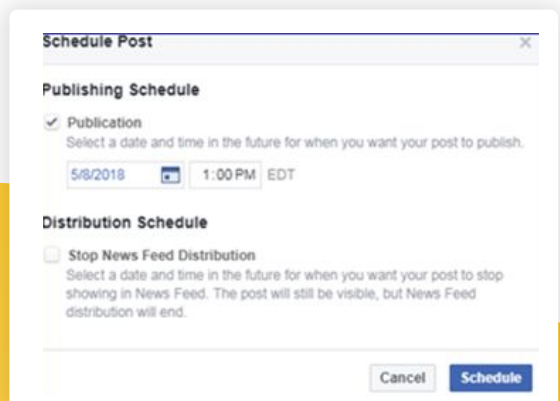 Schedule Post
Publishing Schedule
Publication
Select a date and time in the future for when you want your post to publish.
5/8/2018 1:00 PM EDT
Distribution Schedule
Stop News Feed Distribution
Select a date and time in the future for when you want your post to stop
showing in News Feed. The post will still be visible, but News Feed
distribution will end.
Cancel Schedule